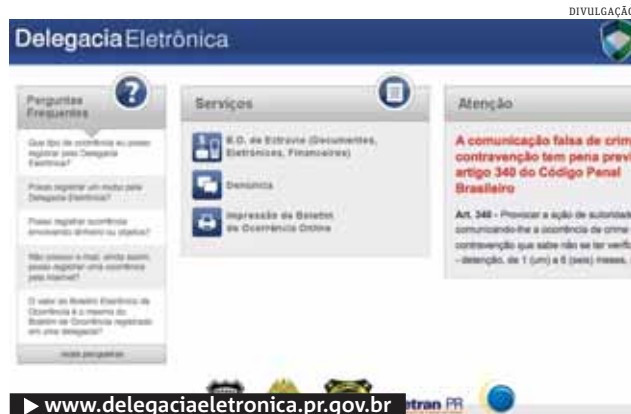 DIVULGAÇÃO
Delegacia Eletrônica
Perguntas
Frequentes
Que tipo de ocorrência eu posso
registrar pela Delegacia
Eletrônica?
Posso registrar um roubo pela
Delegacia Eletrônica?
Posso registrar ocorrência
envolvendo dinheiro ou objetos?
Não possuo e-mail, ainda assim,
posso registrar uma ocorrência
pela Internet?
O valor do Boletim Eletrônico de
Ocorrência é o mesmo do
Boletim de Ocorrência registrado
em uma delegacia?
mais perguntas
Serviços
B.O. de Extravio (Documentos,
Eletrônicos, Financeiros)
Denúncia
Impressão de Boletim
de Ocorrência Online
Atenção
A comunicação falsa de crim
contravenção tem pena previ
artigo 340 do Código Penal
Brasileiro
Art. 340 - Provocar a ação de autoridade
comunicando-lhe a ocorrência de crime
contravenção que sabe não se ter verific
- detenção, de 1 (um) a 6 (seis) meses,
etran PR
www.delegaciaeletronica.pr.gov.br